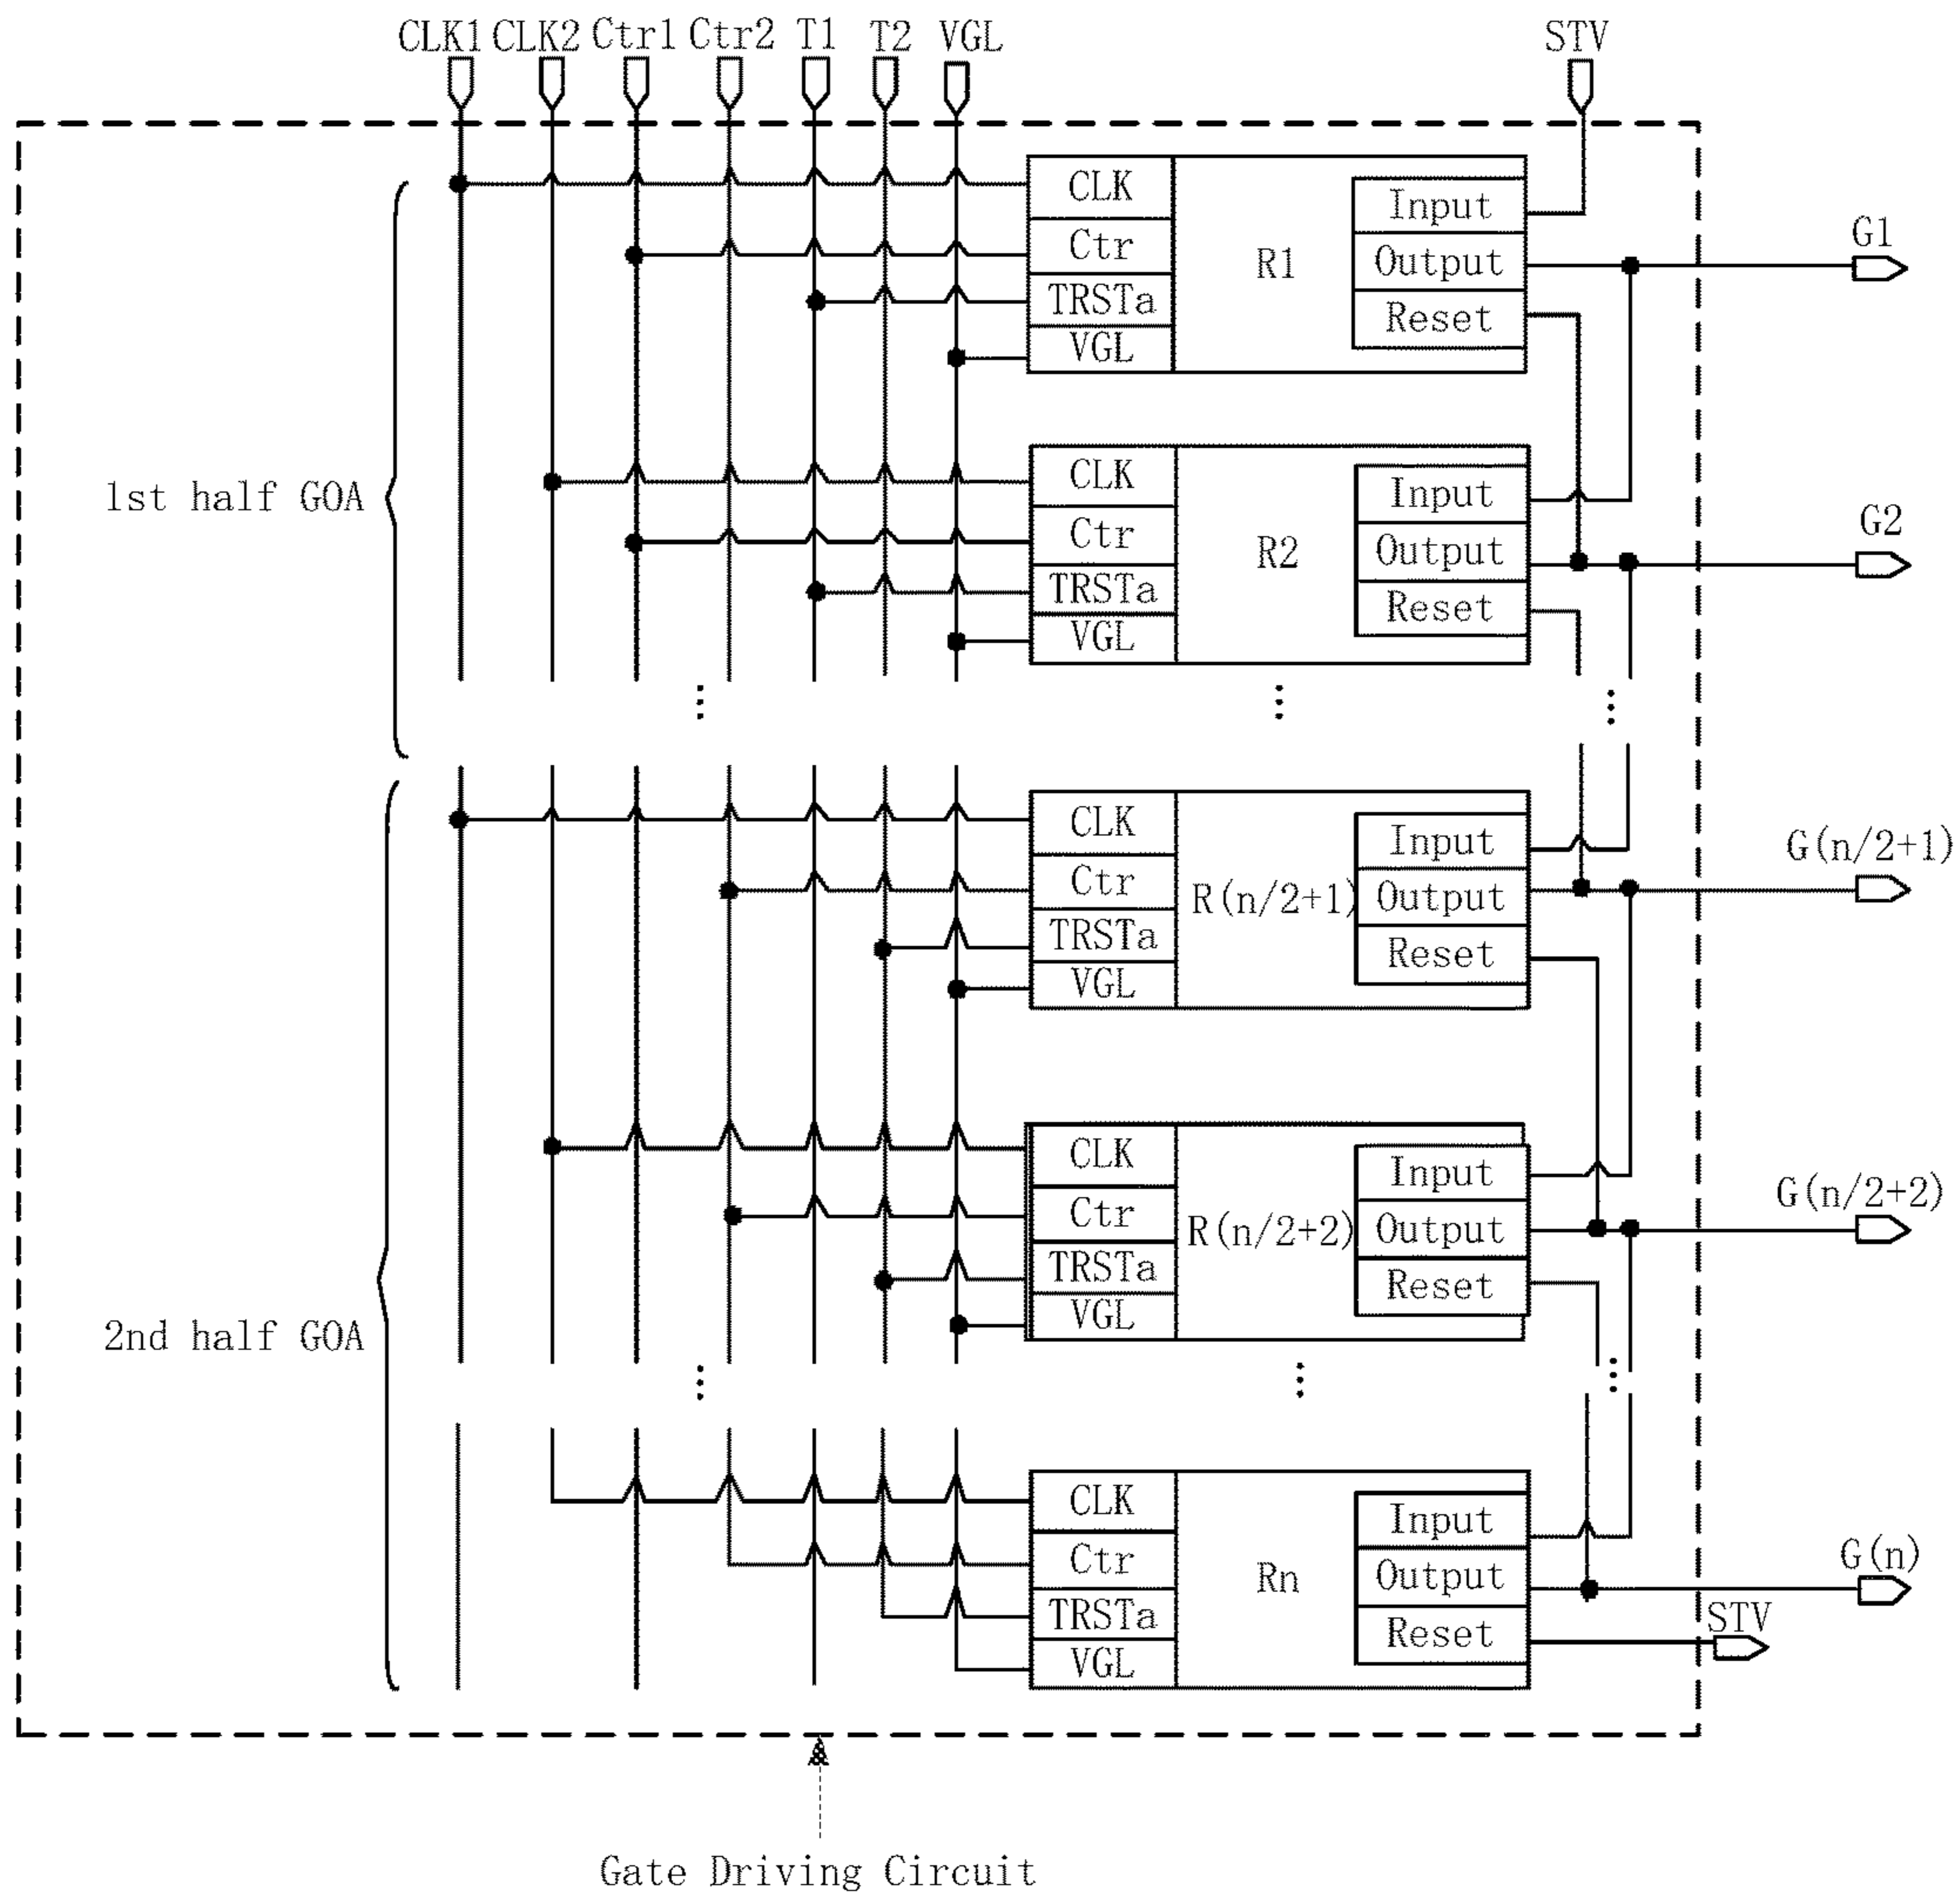 CLK1 CLK2 Ctr1 Ctr2 T1 T2 VGL STV
1st half GOA
CLK
Ctr
TRSTa
VGL
R1
Input
Output
Reset
G1
CLK
Ctr
TRSTa
VGL
R2
Input
Output
Reset
G2
2nd half GOA
CLK
Ctr
TRSTa
VGL
R(n/2+1)
Input
Output
Reset
G(n/2+1)
CLK
Ctr
TRSTa
VGL
R(n/2+2)
Input
Output
Reset
G(n/2+2)
CLK
Ctr
TRSTa
VGL
Rn
Input
Output
Reset
G(n)
STV
Gate Driving Circuit